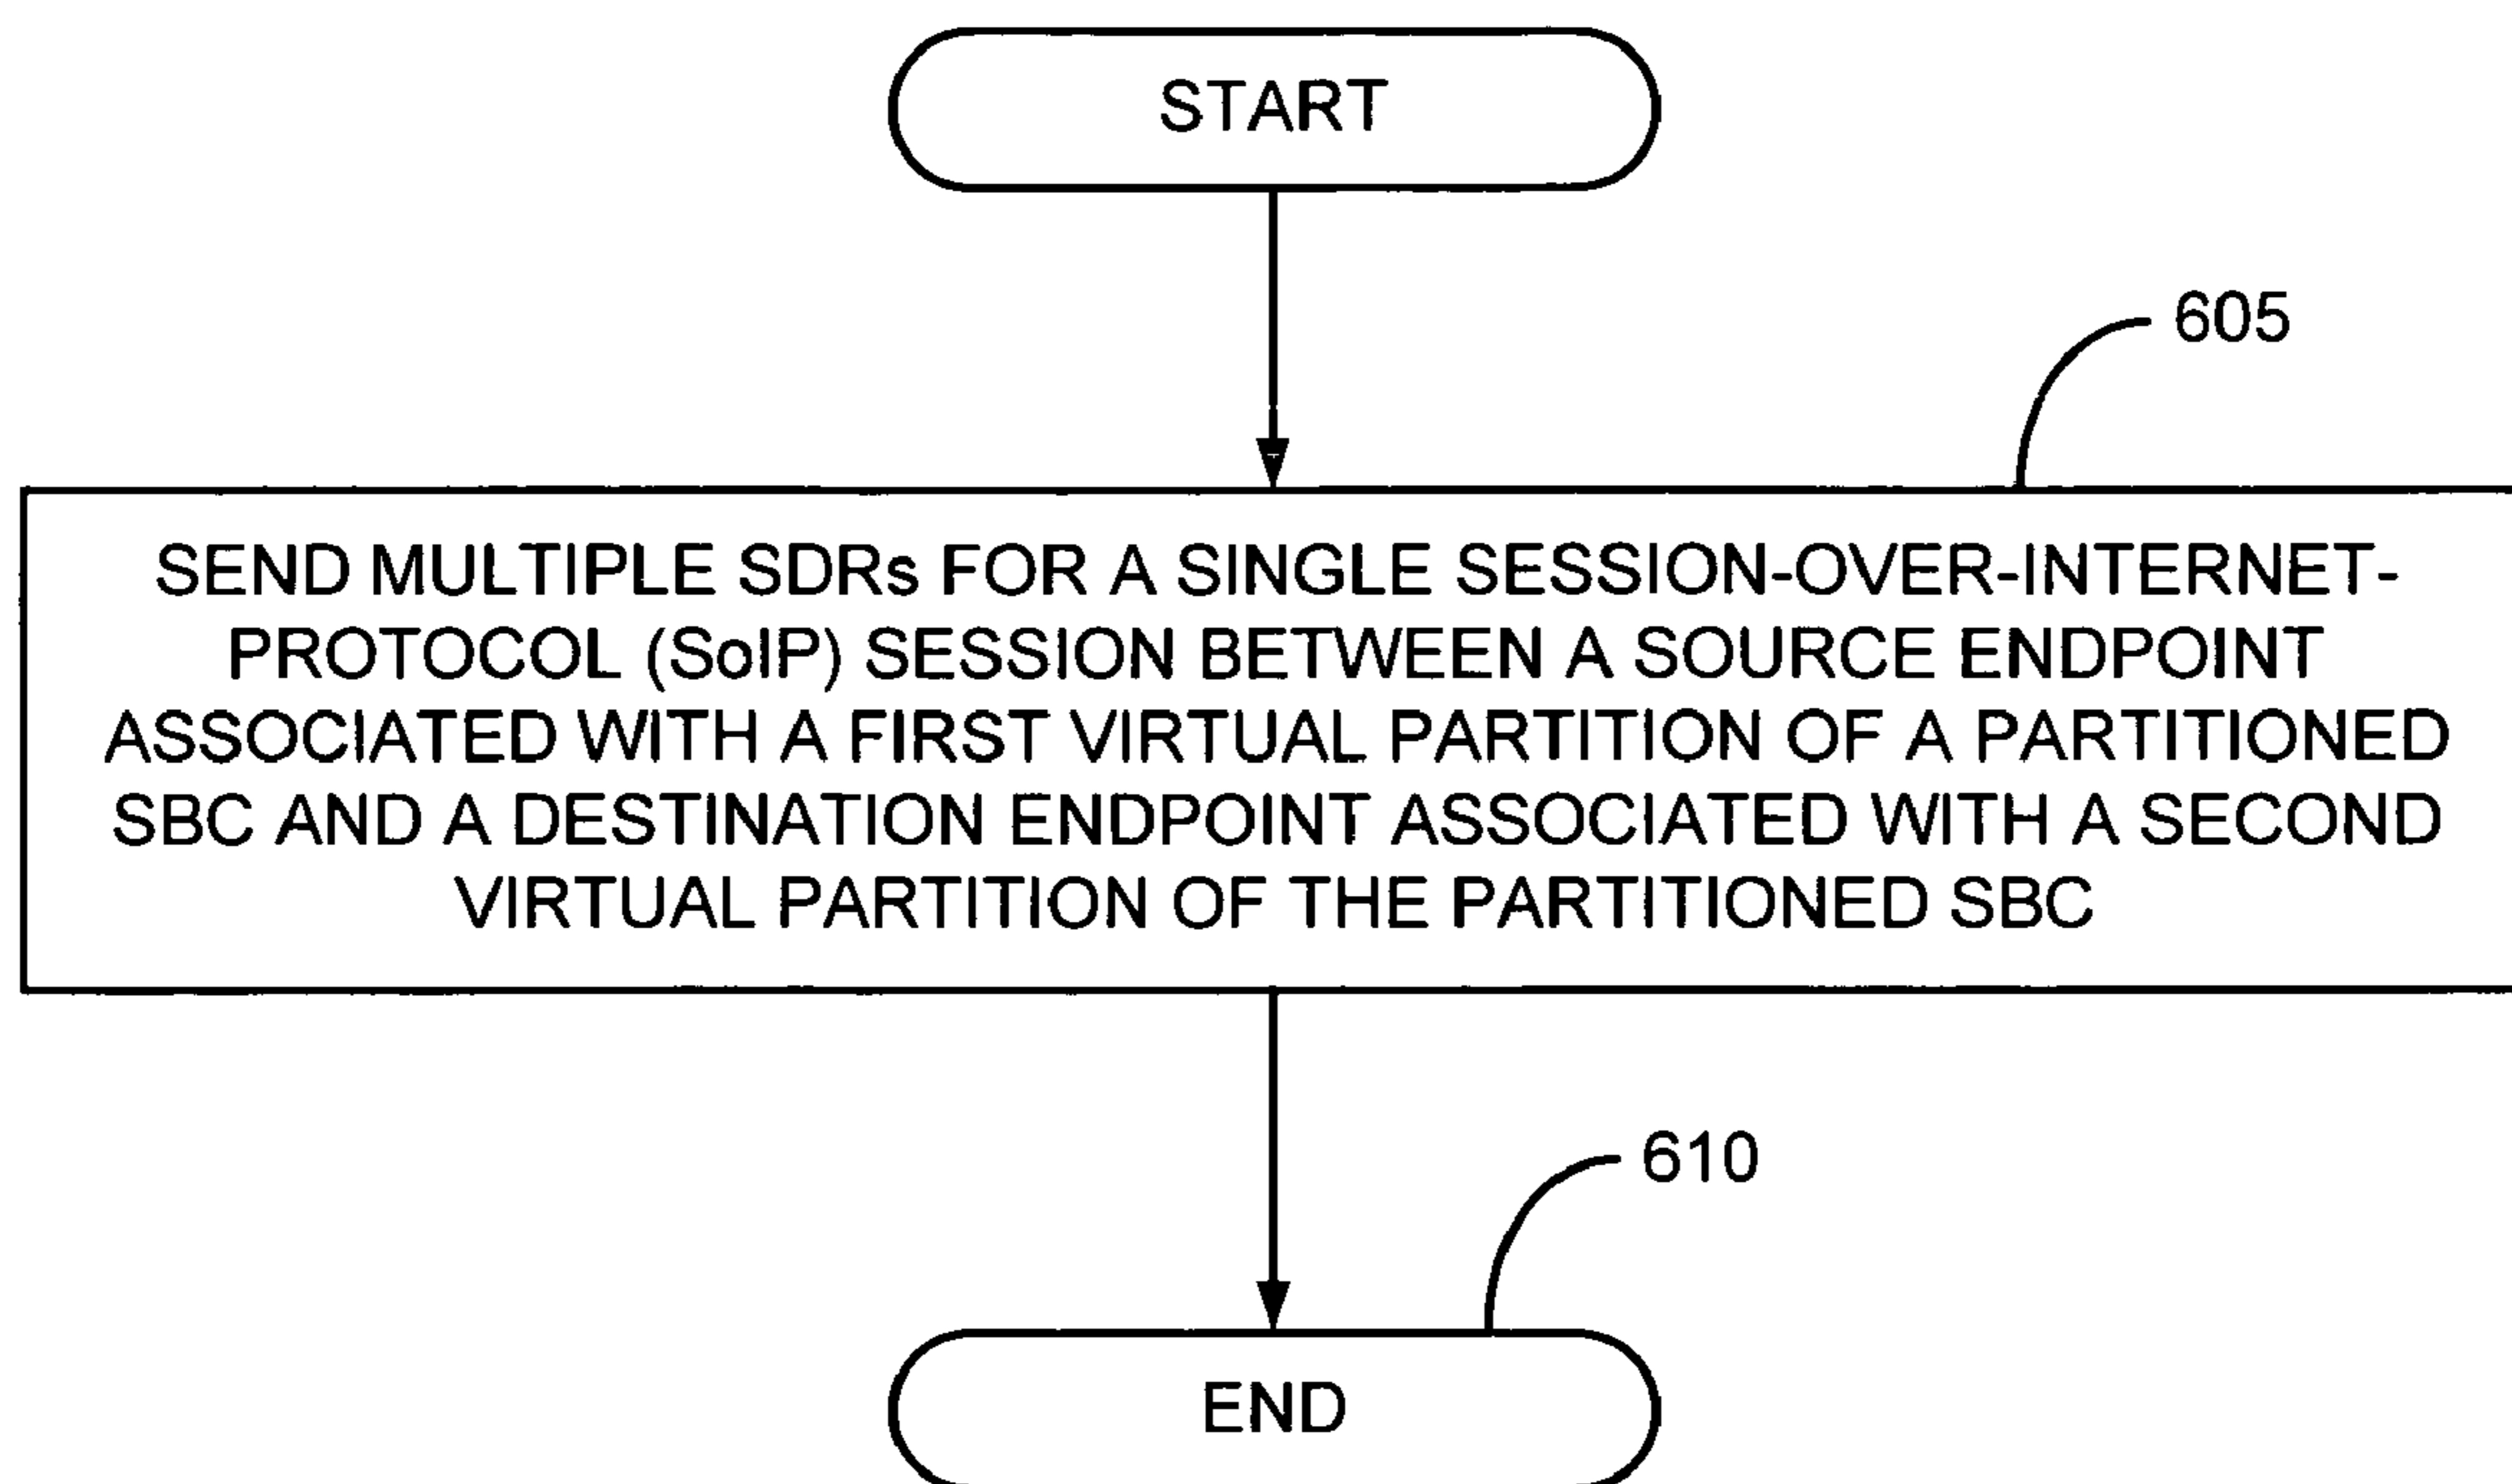 START
605
SEND MULTIPLE SDRs FOR A SINGLE SESSION-OVER-INTERNET-
PROTOCOL (SoIP) SESSION BETWEEN A SOURCE ENDPOINT
ASSOCIATED WITH A FIRST VIRTUAL PARTITION OF A PARTITIONED
SBC AND A DESTINATION ENDPOINT ASSOCIATED WITH A SECOND
VIRTUAL PARTITION OF THE PARTITIONED SBC
610
END